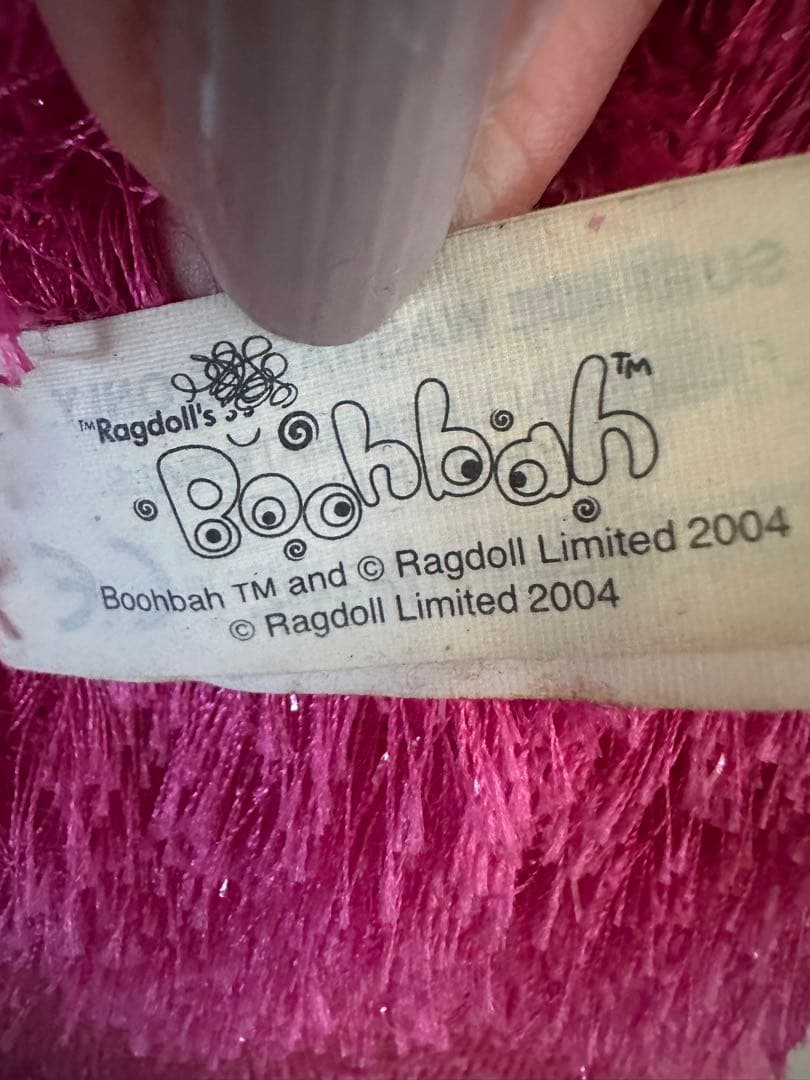 ™Ragdoll's
Boohbah™
Boohbah TM and © Ragdoll Limited 2004
© Ragdoll Limited 2004